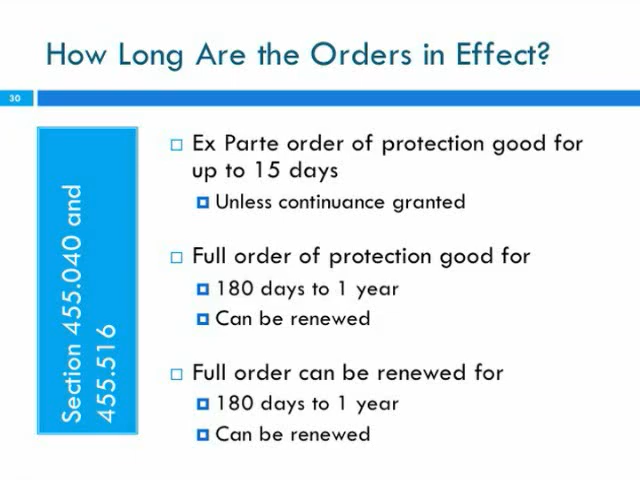 How Long Are the Orders in Effect?
30
Section 455.040 and
455.516
Ex Parte order of protection good for
up to 15 days
Unless continuance granted
Full order of protection good for
180 days to 1 year
Can be renewed
Full order can be renewed for
180 days to 1 year
Can be renewed